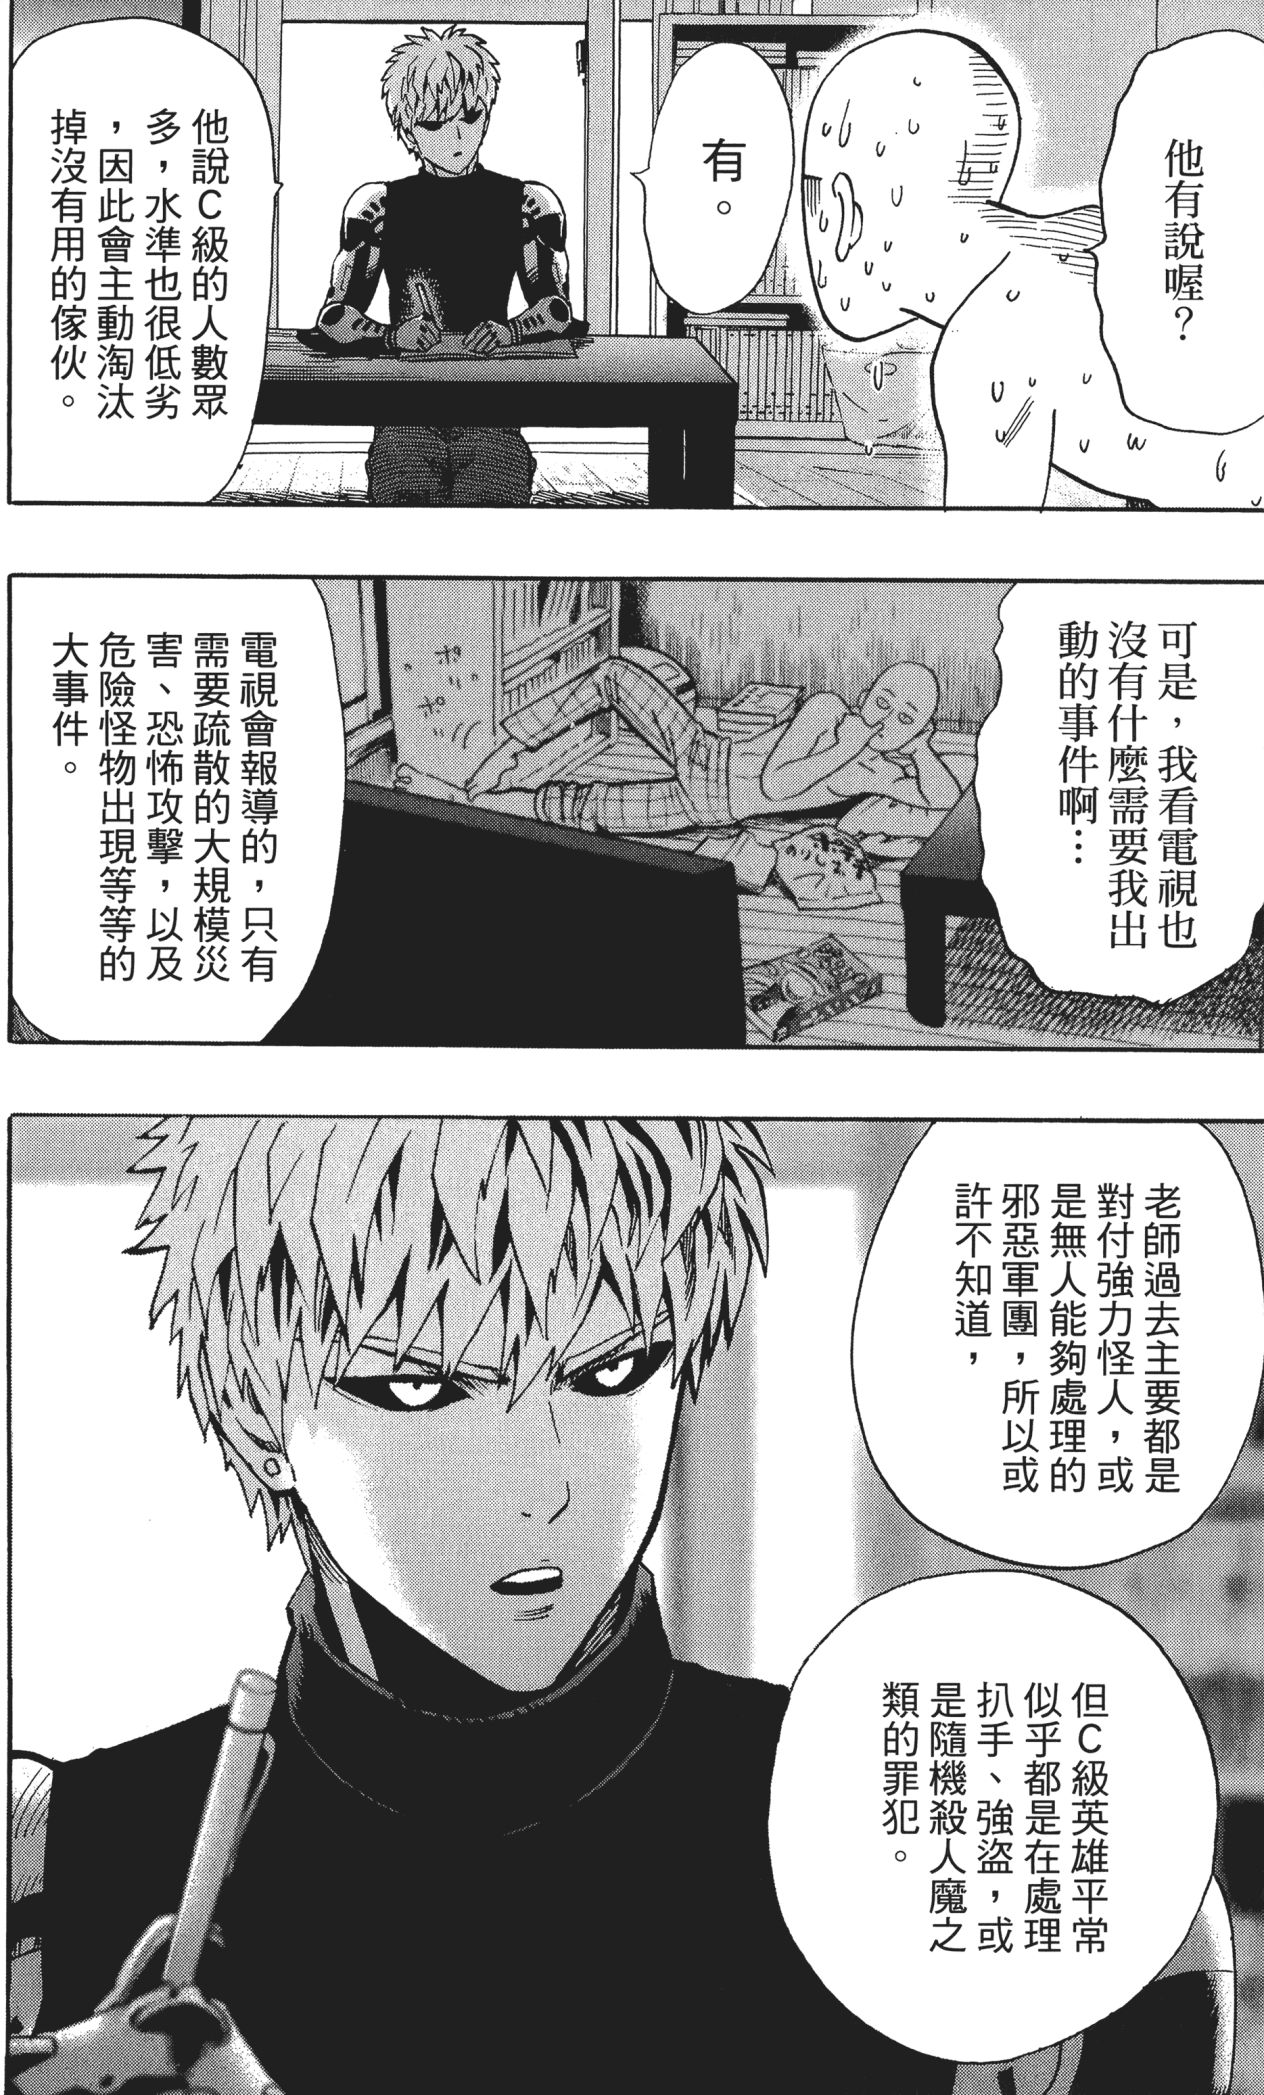 他有說喔？
有。
他說C級的人數眾
多，水準也很低劣
，因此會主動淘汰
掉沒有用的傢伙。
可是，我看電視也
沒有什麼需要我出
動的事件啊…
ボ
ボ
電視會報導的，只有
需要疏散的大規模災
害、恐怖攻擊，以及
危險怪物出現等等的
大事件。
老師過去主要都是
對付強力怪人，或
是無人能夠處理的
邪惡軍團，所以或
許不知道，
但C級英雄平常
似乎都是在處理
扒手、強盜，或
是隨機殺人魔之
類的罪犯。